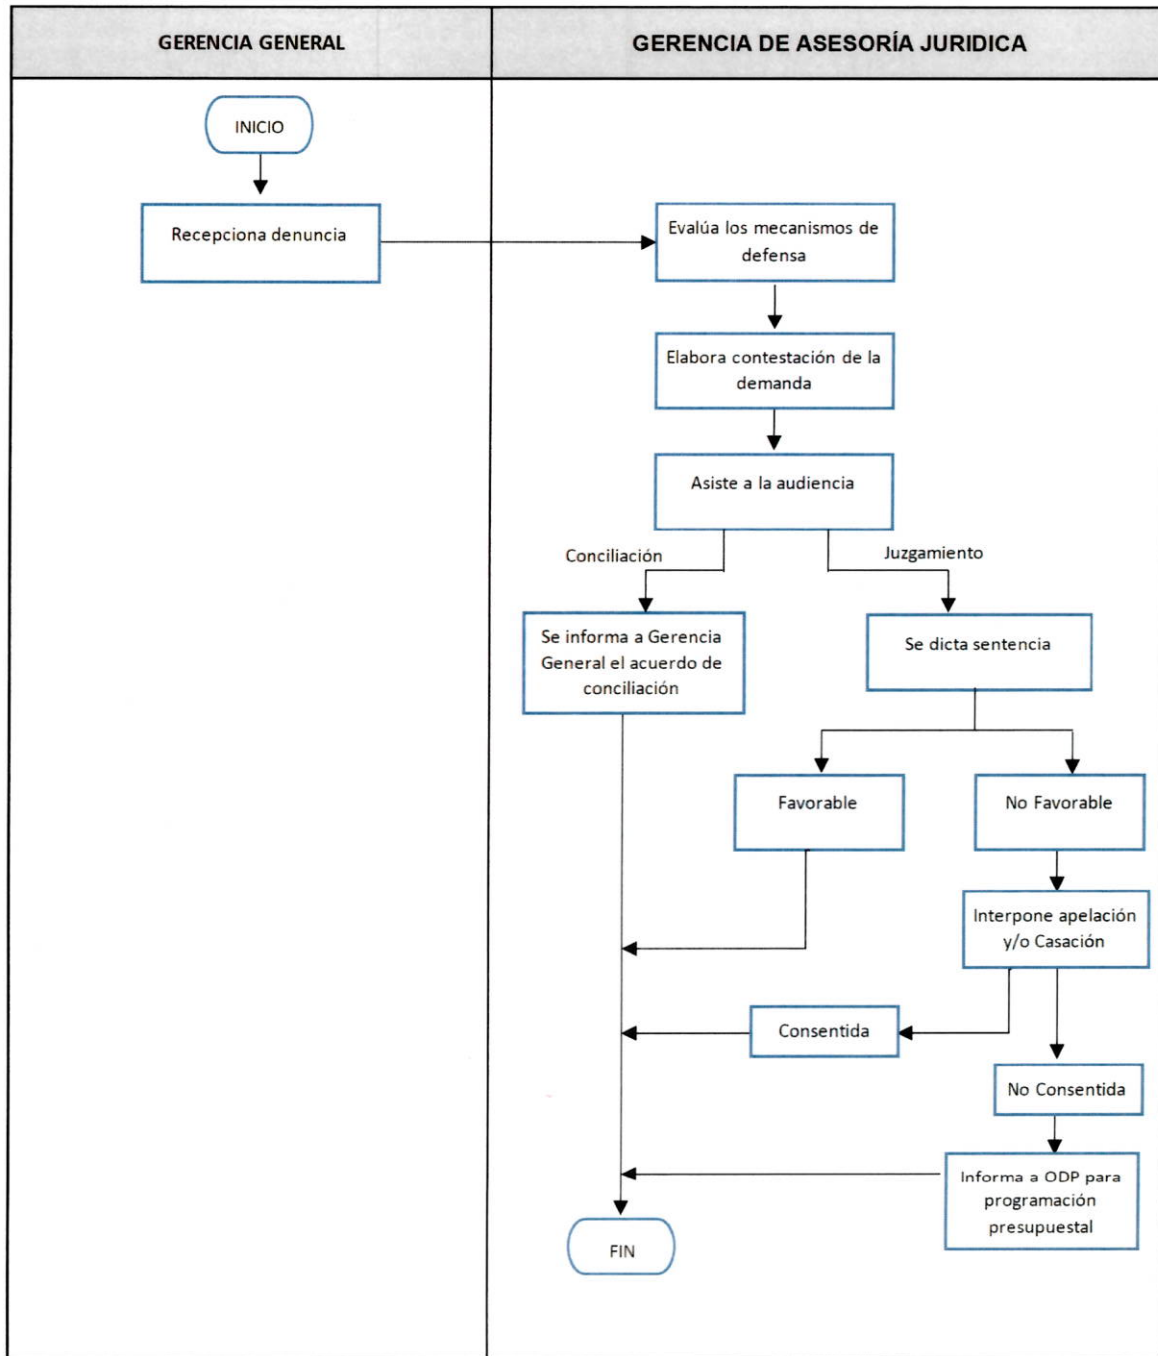 GERENCIA GENERAL
GERENCIA DE ASESORÍA JURIDICA
INICIO
Recepciona denuncia
Evalúa los mecanismos de
defensa
Elabora contestación de la
demanda
Asiste a la audiencia
Conciliación
Juzgamiento
Se informa a Gerencia
General el acuerdo de
conciliación
Se dicta sentencia
Favorable
No Favorable
Interpone apelación
y/o Casación
Consentida
No Consentida
Informa a ODP para
programación
presupuestal
FIN